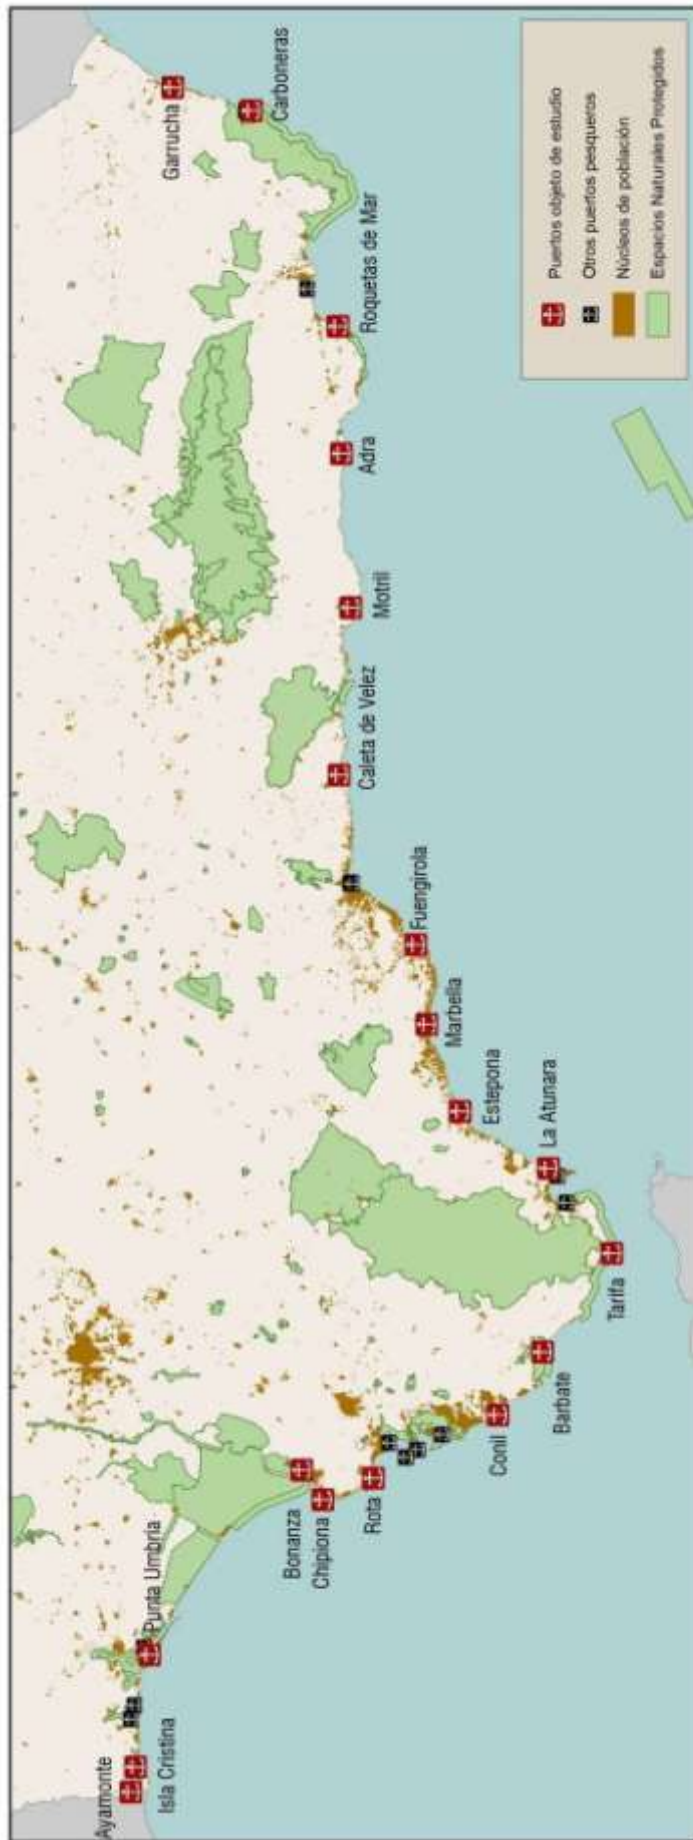 Ayamonte
Isla Cristina
Punta Umbría
Bonanza
Chipiona
Rota
Conil
Barbate
Tarifa
La Atunara
Estepona
Marbella
Fuengirola
Caleta de Velez
Motril
Adra
Roquetas de Mar
Carboneras
Garrucha
Puertos objeto de estudio
Otros puertos pesqueros
Núcleos de población
Espacios Naturales Protegidos